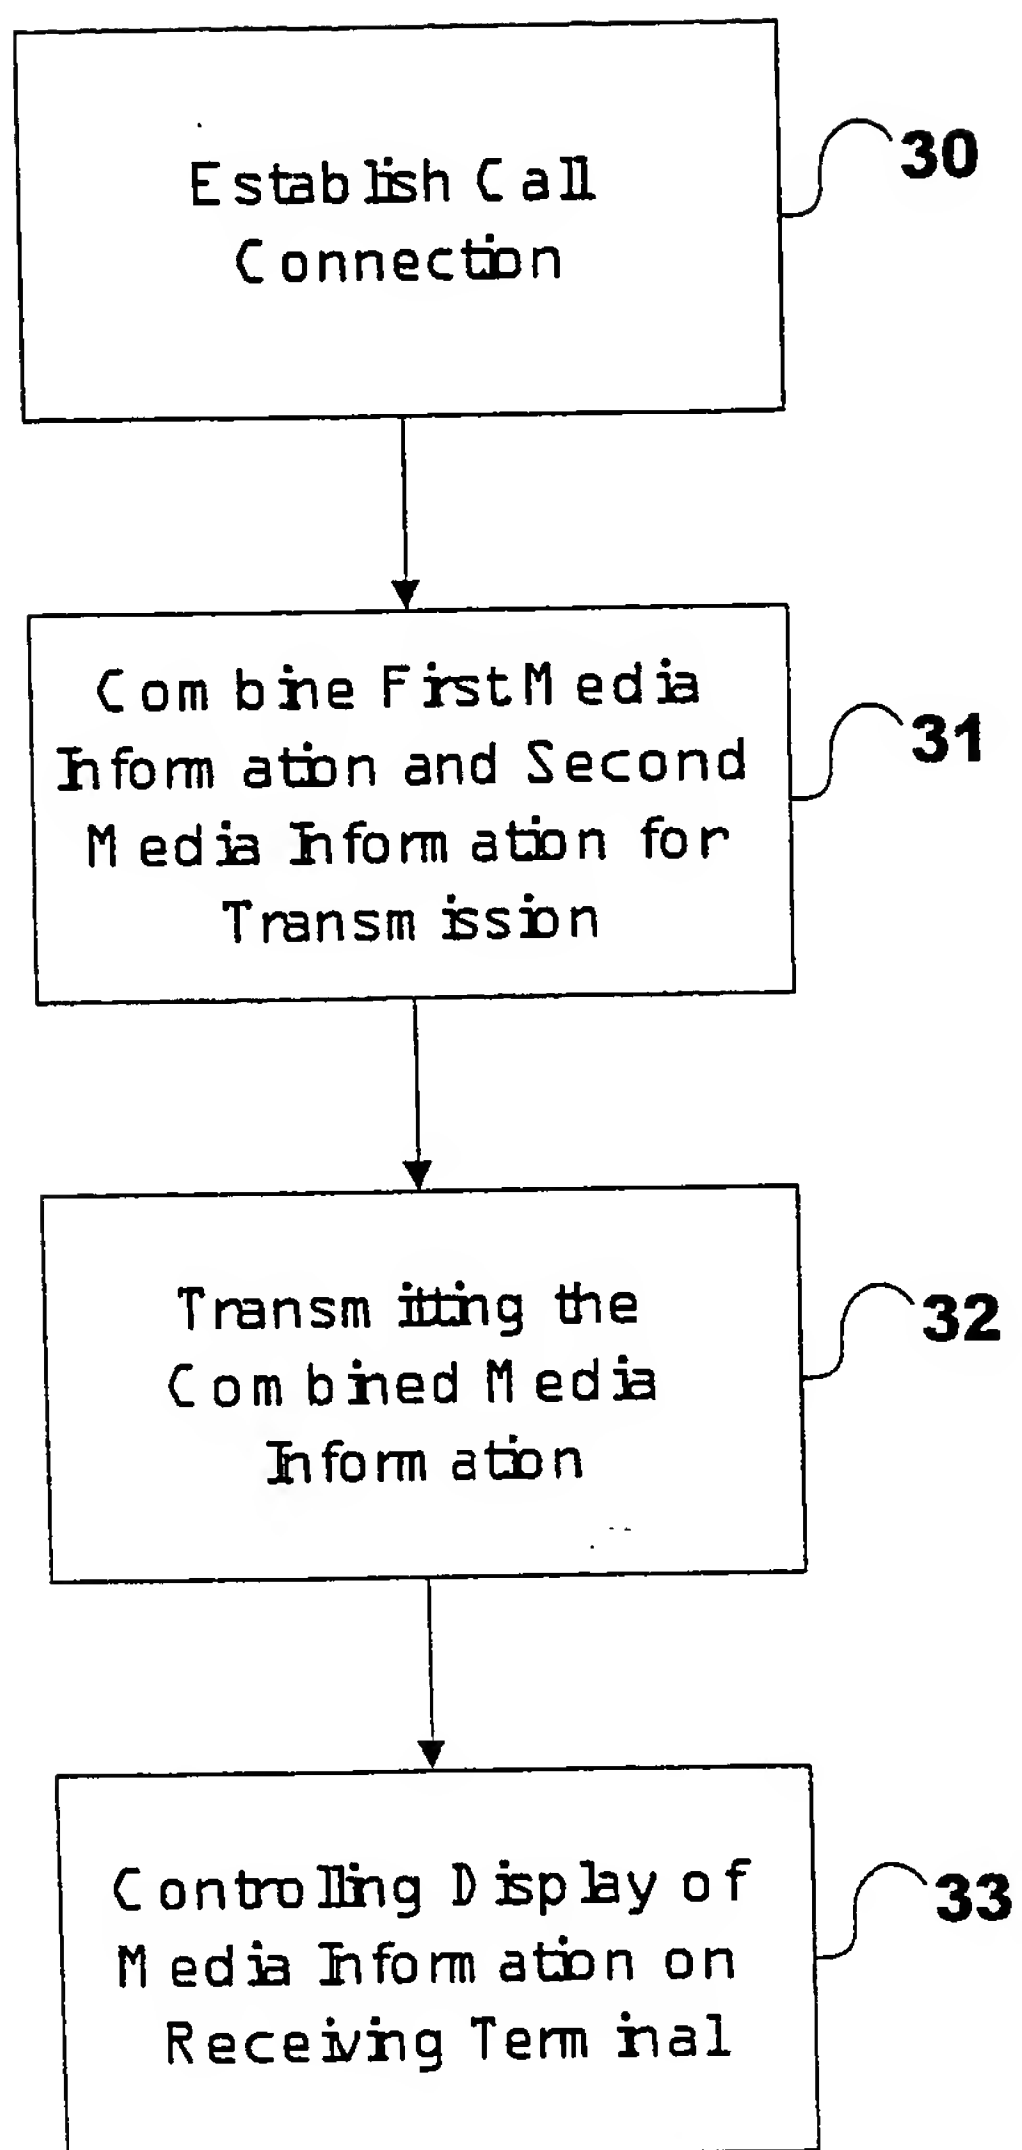 Establish Call
Connection
30
Combine First Media
Information and Second
Media Information for
Transmission
31
Transmitting the
Combined Media
Information
32
Controlling Display of
Media Information on
Receiving Terminal
33